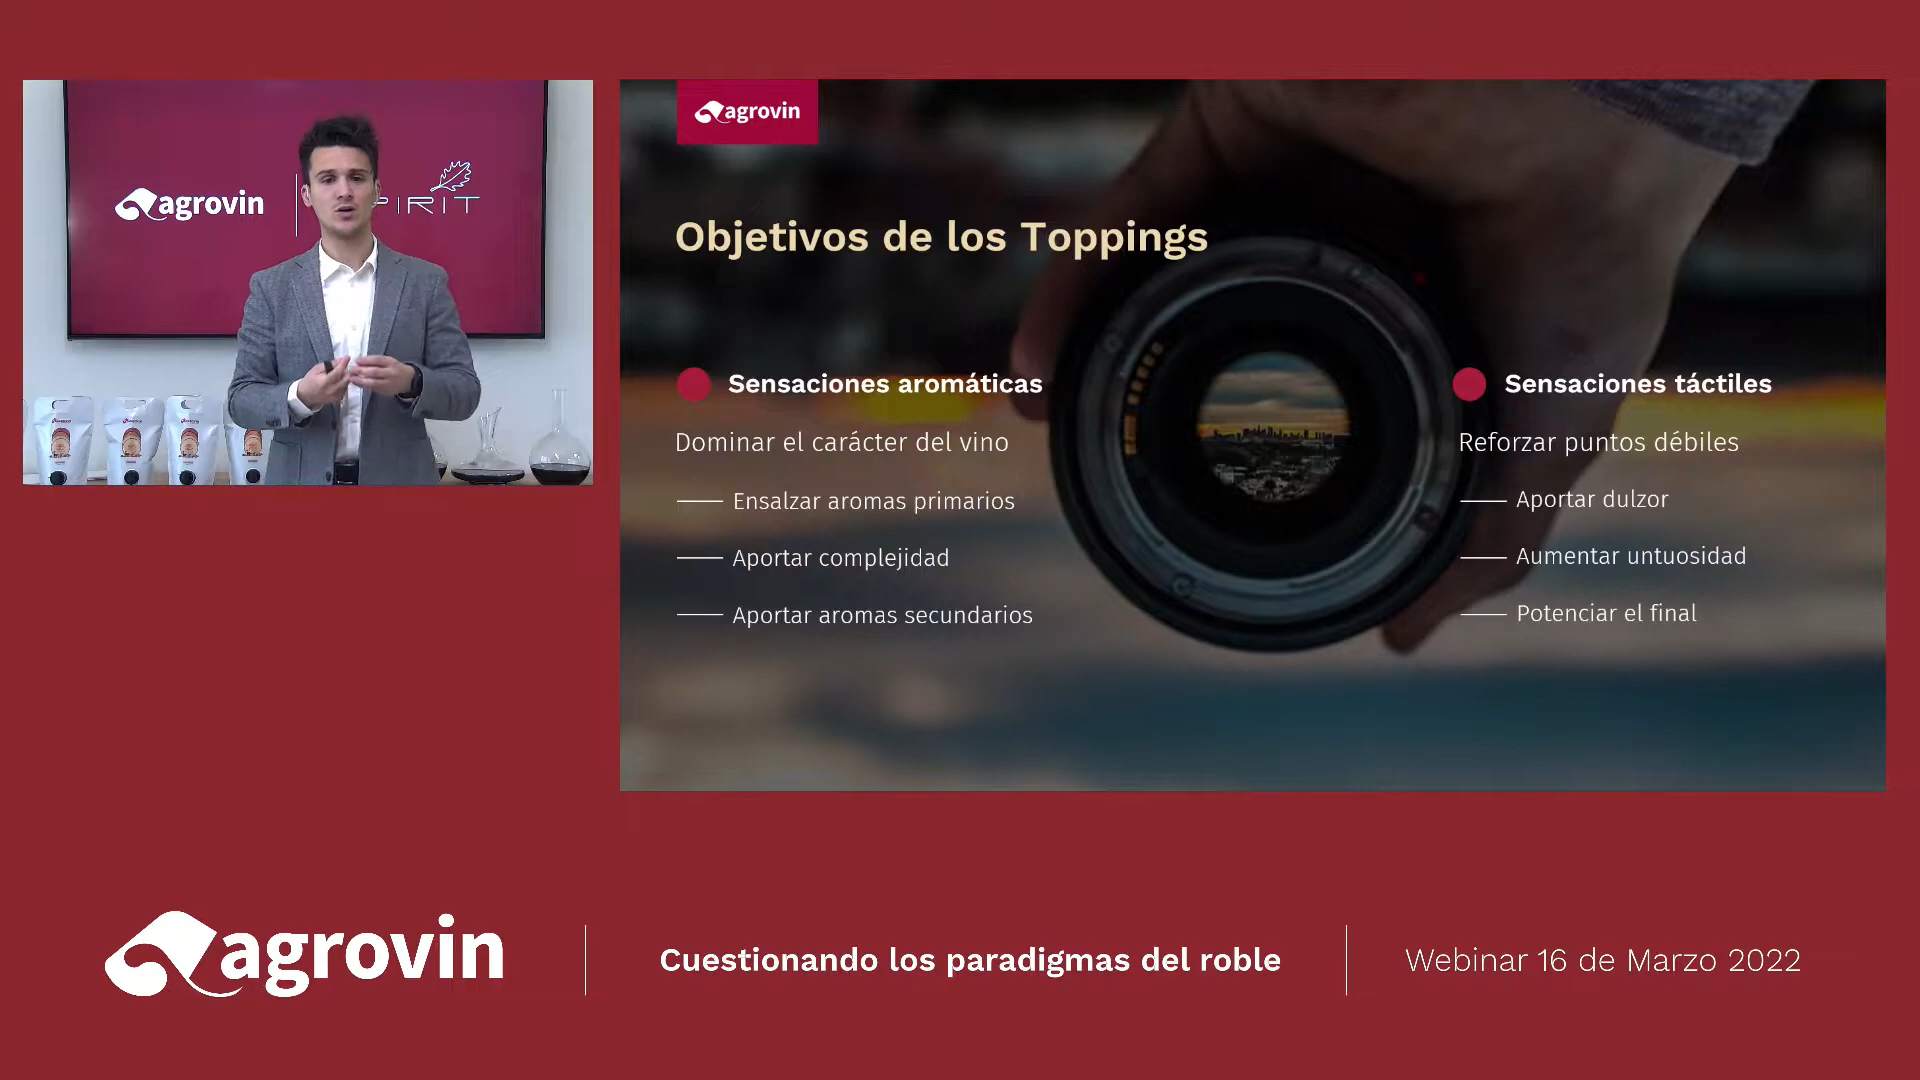 agrovin
PIRIT
agrovin
Objetivos de los Toppings
Sensaciones aromáticas
Dominar el carácter del vino
Ensalzar aromas primarios
Aportar complejidad
Aportar aromas secundarios
Sensaciones táctiles
Reforzar puntos débiles
Aportar dulzor
Aumentar untuosidad
Potenciar el final
agrovin
Cuestionando los paradigmas del roble
Webinar 16 de Marzo 2022